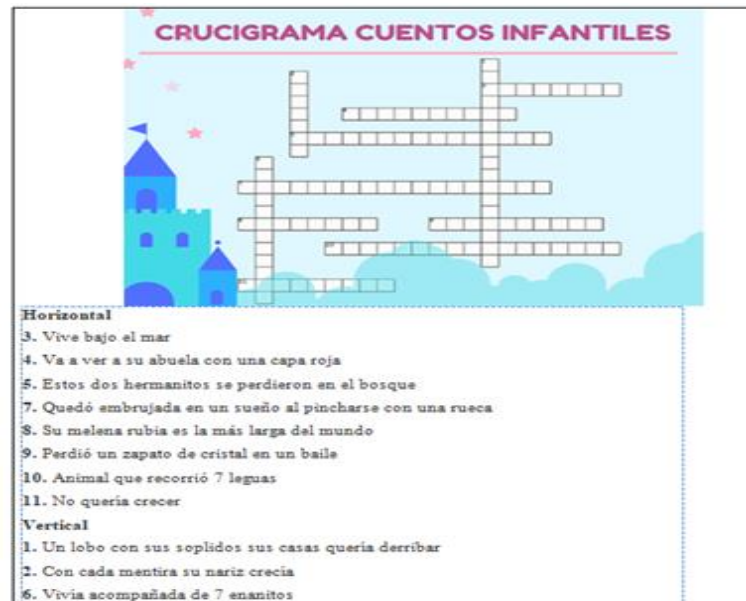 CRUCIGRAMA CUENTOS INFANTILES
Horizontal
3. Vive bajo el mar
4. Va a ver a su abuela con una capa roja
5. Estos dos hermanitos se perdieron en el bosque
7. Quedó embrujada en un sueño al pincharse con una rueca
8. Su melena rubia es la más larga del mundo
9. Perdió un zapato de cristal en un baile
10. Animal que recorrió 7 leguas
11. No quería crecer
Vertical
1. Un lobo con sus soplidos sus casas quería derribar
2. Con cada mentira su nariz crecía
6. Vivía acompañada de 7 enanitos